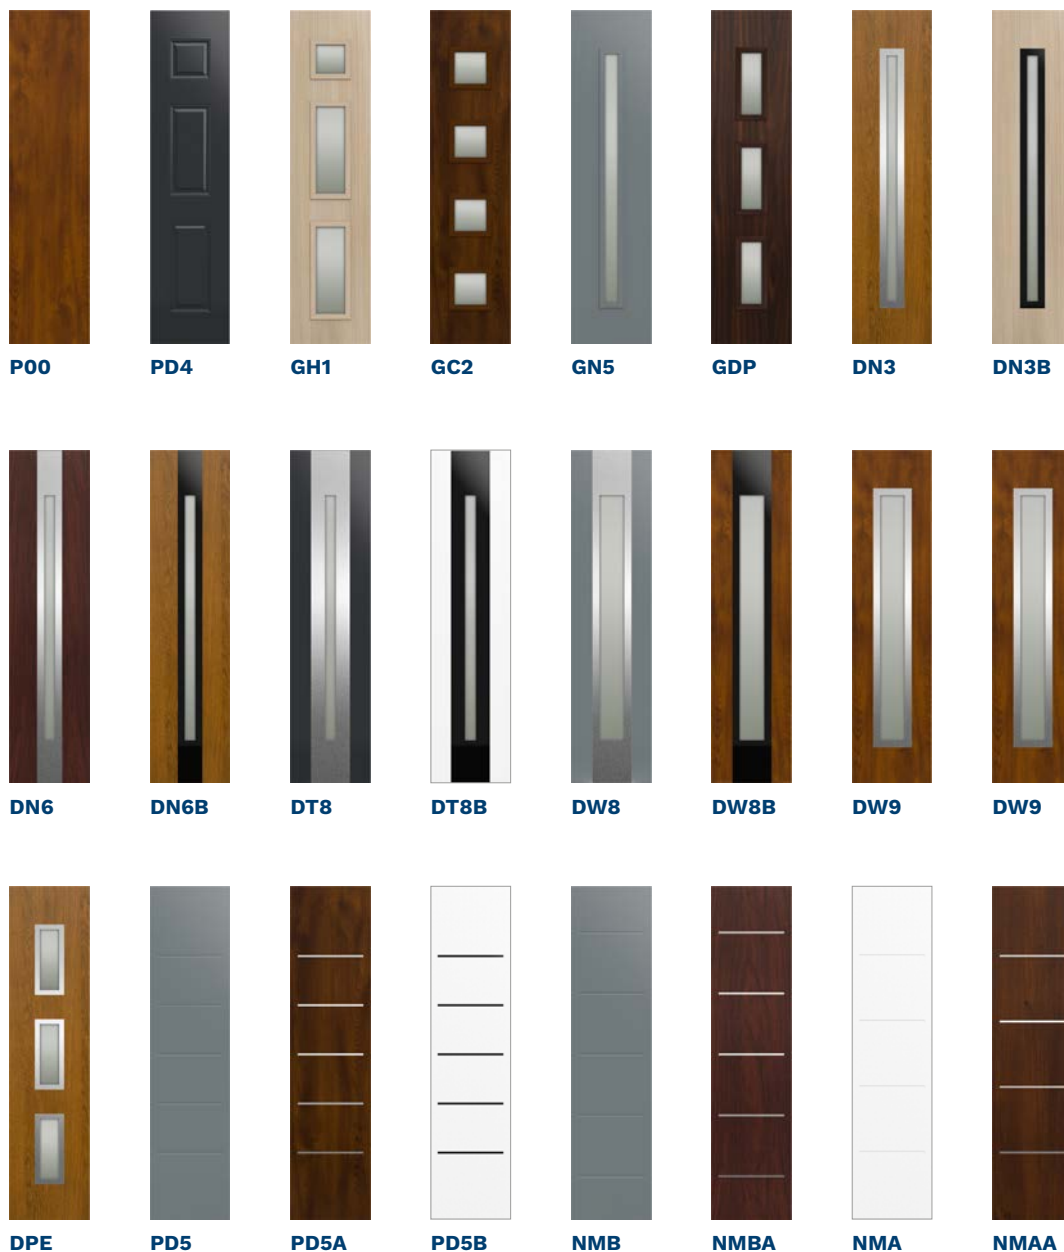 P00 PD4 GH1 GC2 GN5 GDP DN3 DN3B
DN6 DN6B DT8 DT8B DW8 DW8B DW9 DW9
DPE PD5 PD5A PD5B NMB NMBA NMA NMAA